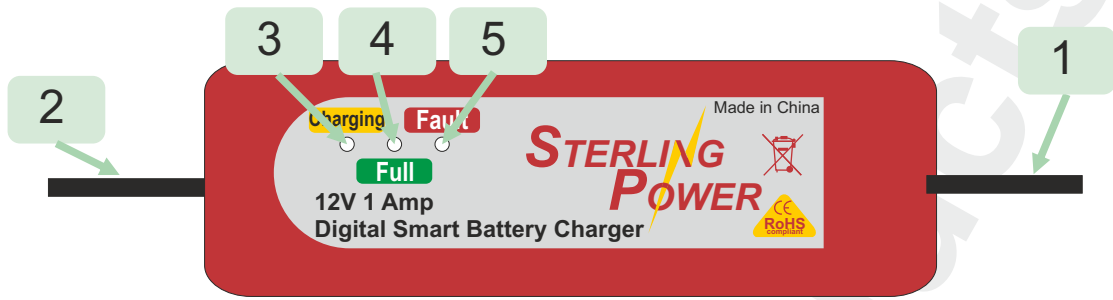 3 4 5
1
2
Made in China
Charging Fault
Full
STERLING
POWER
12V 1 Amp
Digital Smart Battery Charger
CE
RoHS
compliant